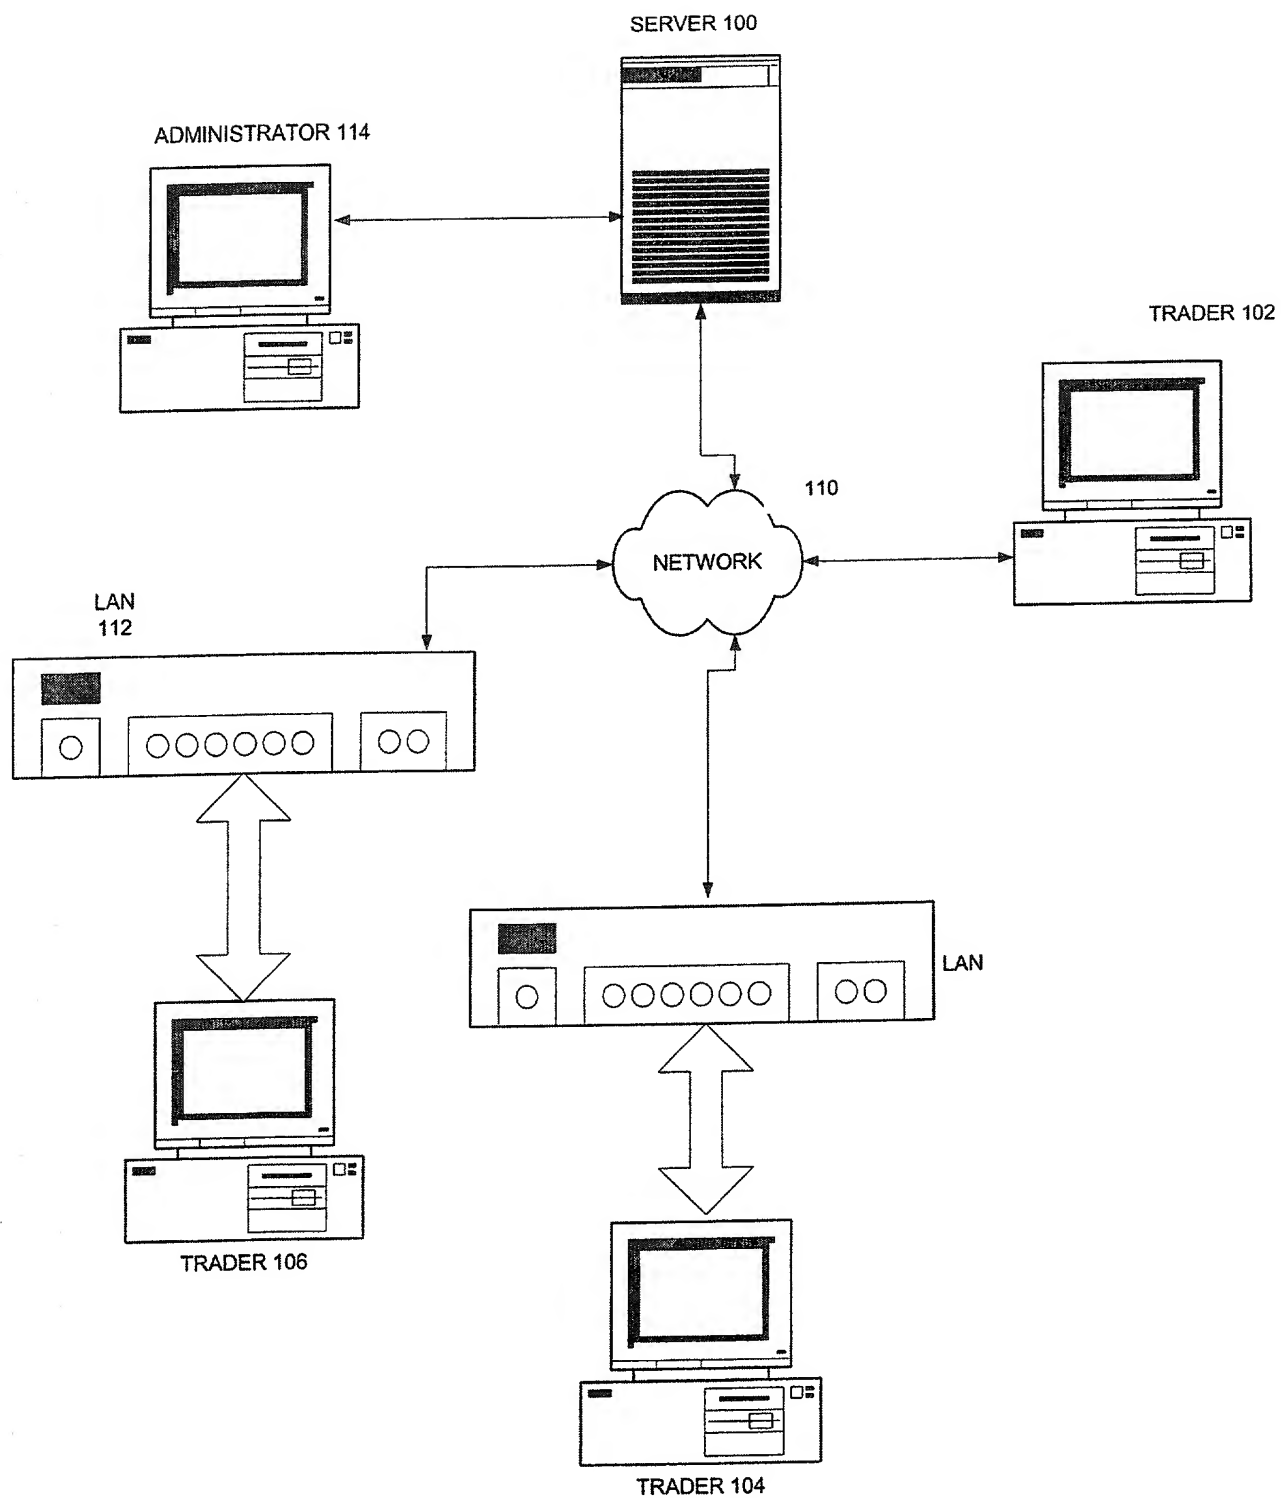 SERVER 100
ADMINISTRATOR 114
TRADER 102
110
NETWORK
LAN
112
LAN
TRADER 106
TRADER 104